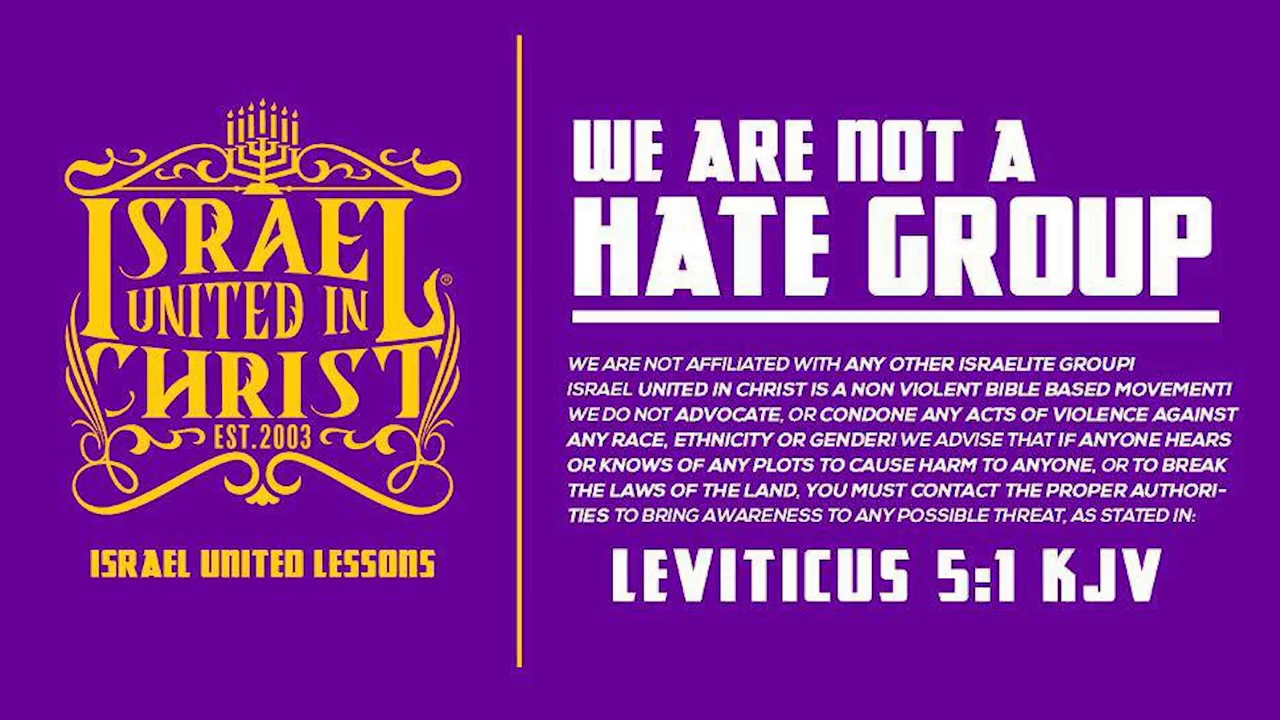 ISRAEL
UNITED IN
CHRIST
EST.2003
ISRAEL UNITED LESSONS
WE ARE NOT A
HATE GROUP
WE ARE NOT AFFILIATED WITH ANY OTHER ISRAELITE GROUP!
ISRAEL UNITED IN CHRIST IS A NON VIOLENT BIBLE BASED MOVEMENT!
WE DO NOT ADVOCATE, OR CONDONE ANY ACTS OF VIOLENCE AGAINST
ANY RACE, ETHNICITY OR GENDER! WE ADVISE THAT IF ANYONE HEARS
OR KNOWS OF ANY PLOTS TO CAUSE HARM TO ANYONE, OR TO BREAK
THE LAWS OF THE LAND, YOU MUST CONTACT THE PROPER AUTHORI-
TIES TO BRING AWARENESS TO ANY POSSIBLE THREAT, AS STATED IN:
LEVITICUS 5:1 KJV